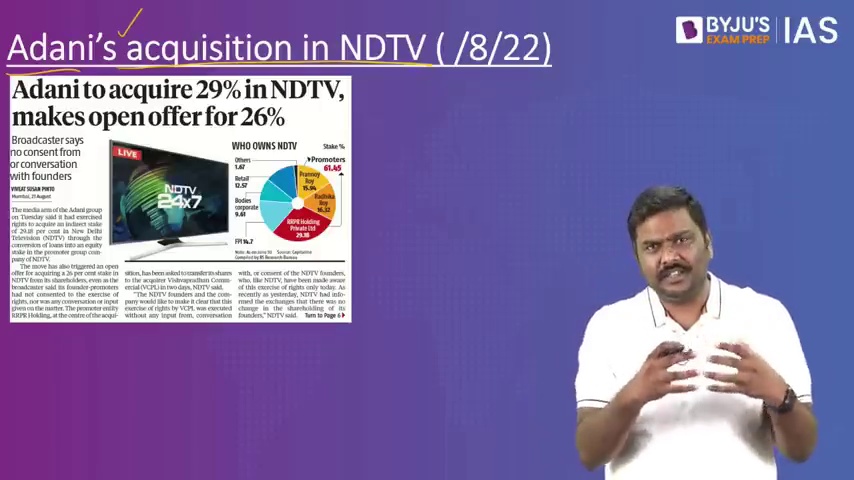 Adani's acquisition in NDTV ( /8/22)
BYJU'S
EXAM PREP
IAS
Adani to acquire 29% in NDTV,
makes open offer for 26%
Broadcaster says
no consent from
or conversation
with founders
VIVEAT SUSAN PINTO
Mumbai, 23 August
The media arm of the Adani group
on Tuesday said it had exercised
rights to acquire an indirect stake
of 29.18 per cent in New Delhi
Television (NDTV) through the
conversion of loans into an equity
stake in the promoter group com-
pany of NDTV.
The move has also triggered an open
offer for acquiring a 26 per cent stake in
NDTV from its shareholders, even as the
broadcaster said its founder-promoters
had not consented to the exercise of
rights, nor was any conversation or input
given on the matter. The promoter entity
RRPR Holding, at the centre of the acqui-
LIVE
NDTV
24x7
WHO OWNS NDTV
Stake %
Others
1.67
Retail
12.57
Bodies
corporate
9.61
FPI 14.7
Promoters
61.45
Prannoy
Roy
15.94
Radhika
Roy
16.32
RRPR Holding
Private Ltd
29.18
Source: Capitaline
Compiled by BS Research Bureau
sition, has been asked to transfer its shares
to the acquirer Vishvapradhan Comm-
ercial (VCPL) in two days, NDTV said.
"The NDTV founders and the com-
pany would like to make it clear that this
exercise of rights by VCPL was executed
without any input from, conversation
with, or consent of the NDTV founders,
who, like NDTV, have been made aware
of this exercise of rights only today. As
recently as yesterday, NDTV had infor-
med the exchanges that there was no
change in the shareholding of its
founders," NDTV said.
Turn to Page 6